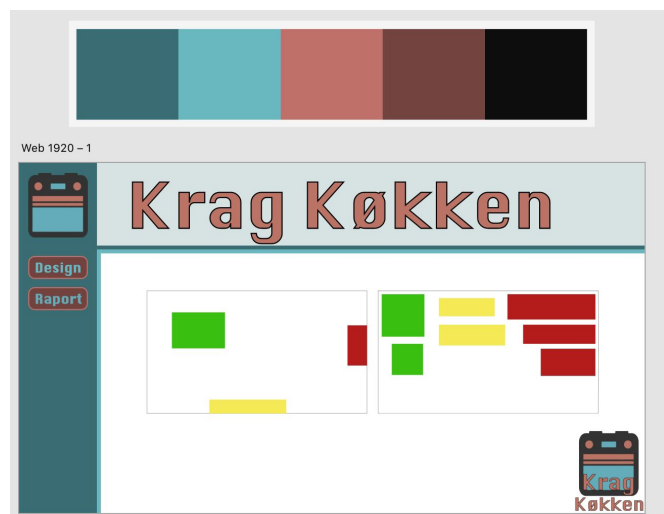 Web 1920 – 1
Krag Køkken
Design
Raport
Krag
Køkken